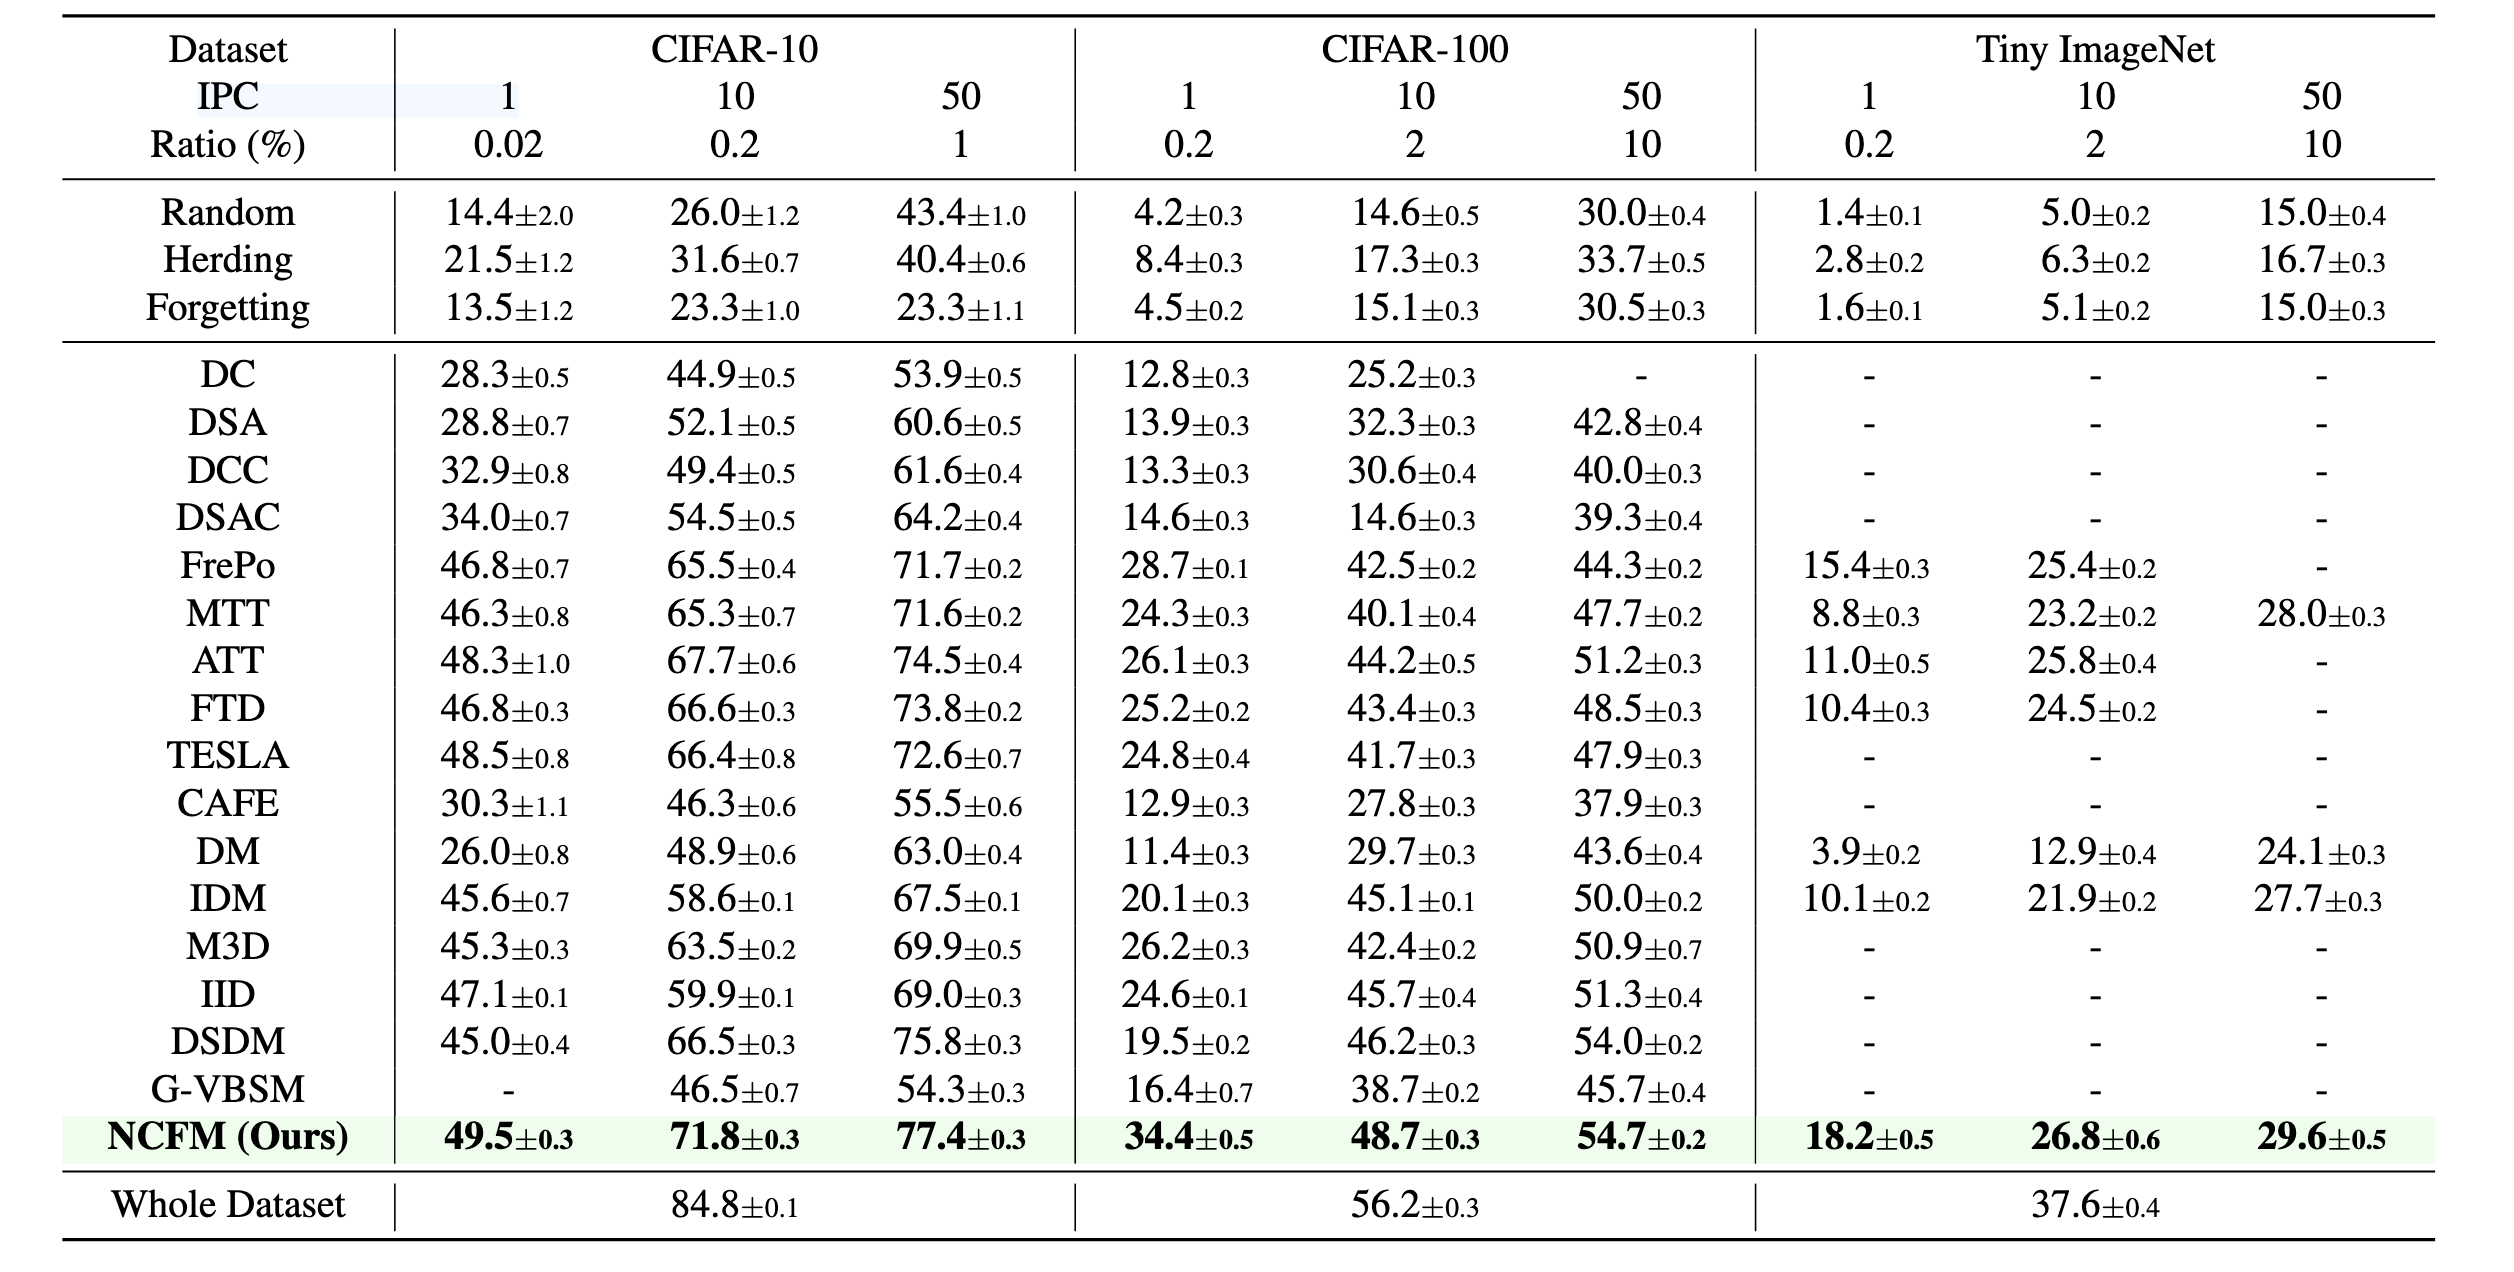 Dataset CIFAR-10 CIFAR-100 Tiny ImageNet
IPC 1 10 50 1 10 50 1 10 50
Ratio (%) 0.02 0.2 1 0.2 2 10 0.2 2 10
Random 14.4±2.0 26.0±1.2 43.4±1.0 4.2±0.3 14.6±0.5 30.0±0.4 1.4±0.1 5.0±0.2 15.0±0.4
Herding 21.5±1.2 31.6±0.7 40.4±0.6 8.4±0.3 17.3±0.3 33.7±0.5 2.8±0.2 6.3±0.2 16.7±0.3
Forgetting 13.5±1.2 23.3±1.0 23.3±1.1 4.5±0.2 15.1±0.3 30.5±0.3 1.6±0.1 5.1±0.2 15.0±0.3
DC 28.3±0.5 44.9±0.5 53.9±0.5 12.8±0.3 25.2±0.3 - - - -
DSA 28.8±0.7 52.1±0.5 60.6±0.5 13.9±0.3 32.3±0.3 42.8±0.4 - - -
DCC 32.9±0.8 49.4±0.5 61.6±0.4 13.3±0.3 30.6±0.4 40.0±0.3 - - -
DSAC 34.0±0.7 54.5±0.5 64.2±0.4 14.6±0.3 14.6±0.3 39.3±0.4 - - -
FrePo 46.8±0.7 65.5±0.4 71.7±0.2 28.7±0.1 42.5±0.2 44.3±0.2 15.4±0.3 25.4±0.2 -
MTT 46.3±0.8 65.3±0.7 71.6±0.2 24.3±0.3 40.1±0.4 47.7±0.2 8.8±0.3 23.2±0.2 28.0±0.3
ATT 48.3±1.0 67.7±0.6 74.5±0.4 26.1±0.3 44.2±0.5 51.2±0.3 11.0±0.5 25.8±0.4 -
FTD 46.8±0.3 66.6±0.3 73.8±0.2 25.2±0.2 43.4±0.3 48.5±0.3 10.4±0.3 24.5±0.2 -
TESLA 48.5±0.8 66.4±0.8 72.6±0.7 24.8±0.4 41.7±0.3 47.9±0.3 - - -
CAFE 30.3±1.1 46.3±0.6 55.5±0.6 12.9±0.3 27.8±0.3 37.9±0.3 - - -
DM 26.0±0.8 48.9±0.6 63.0±0.4 11.4±0.3 29.7±0.3 43.6±0.4 3.9±0.2 12.9±0.4 24.1±0.3
IDM 45.6±0.7 58.6±0.1 67.5±0.1 20.1±0.3 45.1±0.1 50.0±0.2 10.1±0.2 21.9±0.2 27.7±0.3
M3D 45.3±0.3 63.5±0.2 69.9±0.5 26.2±0.3 42.4±0.2 50.9±0.7 - - -
IID 47.1±0.1 59.9±0.1 69.0±0.3 24.6±0.1 45.7±0.4 51.3±0.4 - - -
DSDM 45.0±0.4 66.5±0.3 75.8±0.3 19.5±0.2 46.2±0.3 54.0±0.2 - - -
G-VBSM - 46.5±0.7 54.3±0.3 16.4±0.7 38.7±0.2 45.7±0.4 - - -
NCFM (Ours) 49.5±0.3 71.8±0.3 77.4±0.3 34.4±0.5 48.7±0.3 54.7±0.2 18.2±0.5 26.8±0.6 29.6±0.5
Whole Dataset 84.8±0.1 56.2±0.3 37.6±0.4